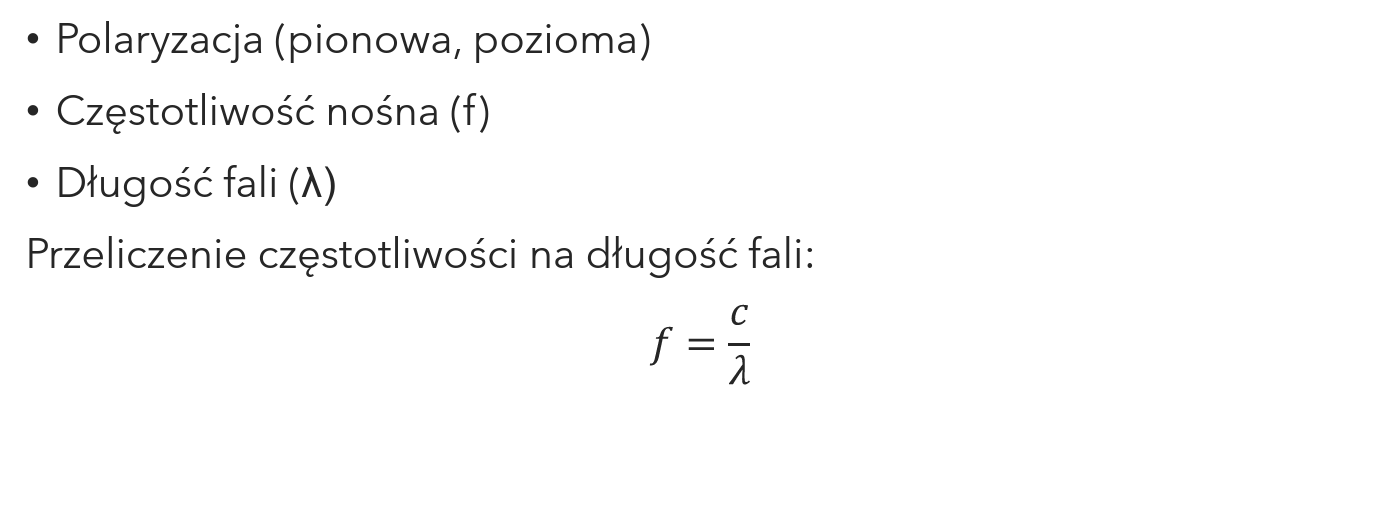 • Polaryzacja (pionowa, pozioma)
• Częstotliwość nośna (f)
• Długość fali (λ)
Przeliczenie częstotliwości na długość fali:
f = c/λ